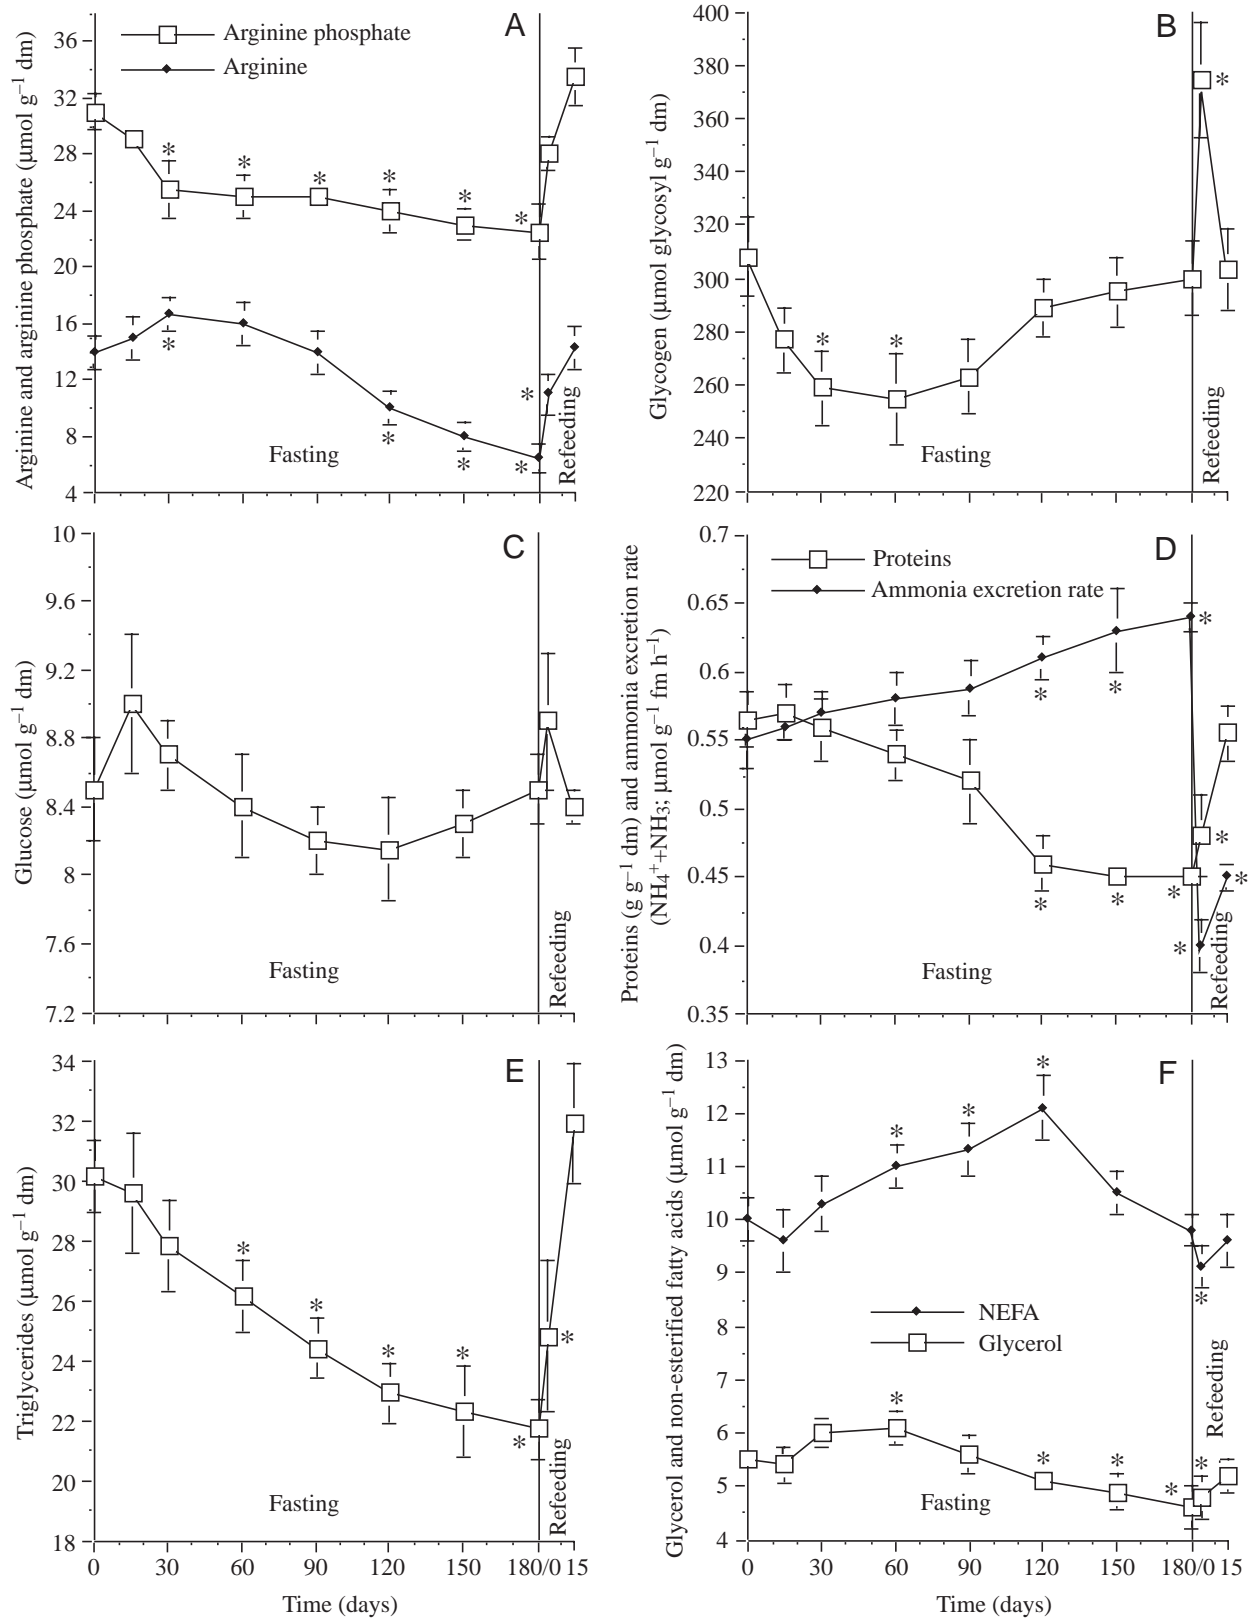 A
Arginine phosphate
Arginine
Arginine and arginine phosphate (µmol g⁻¹ dm)
36
32
28
24
20
16
12
8
4
* * * * * *
* * * * *
Fasting
Refeeding
B
Glycogen (µmol glycosyl g⁻¹ dm)
400
380
360
340
320
300
280
260
240
220
* * *
Fasting
Refeeding
C
Glucose (µmol g⁻¹ dm)
10
9.6
9.2
8.8
8.4
8
7.6
7.2
Fasting
Refeeding
D
Proteins
Ammonia excretion rate
Proteins (g g⁻¹ dm) and ammonia excretion rate
(NH₄⁺+NH₃; µmol g⁻¹ fm h⁻¹)
0.7
0.65
0.6
0.55
0.5
0.45
0.4
0.35
* * * * *
* * * *
Fasting
Refeeding
E
Triglycerides (µmol g⁻¹ dm)
34
32
30
28
26
24
22
20
18
* * * * * *
Fasting
Refeeding
0 30 60 90 120 150 180/0 15
Time (days)
F
Glycerol and non-esterified fatty acids (µmol g⁻¹ dm)
13
12
11
10
9
8
7
6
5
4
* * * *
NEFA
Glycerol
* * * * *
Fasting
Refeeding
0 30 60 90 120 150 180/0 15
Time (days)